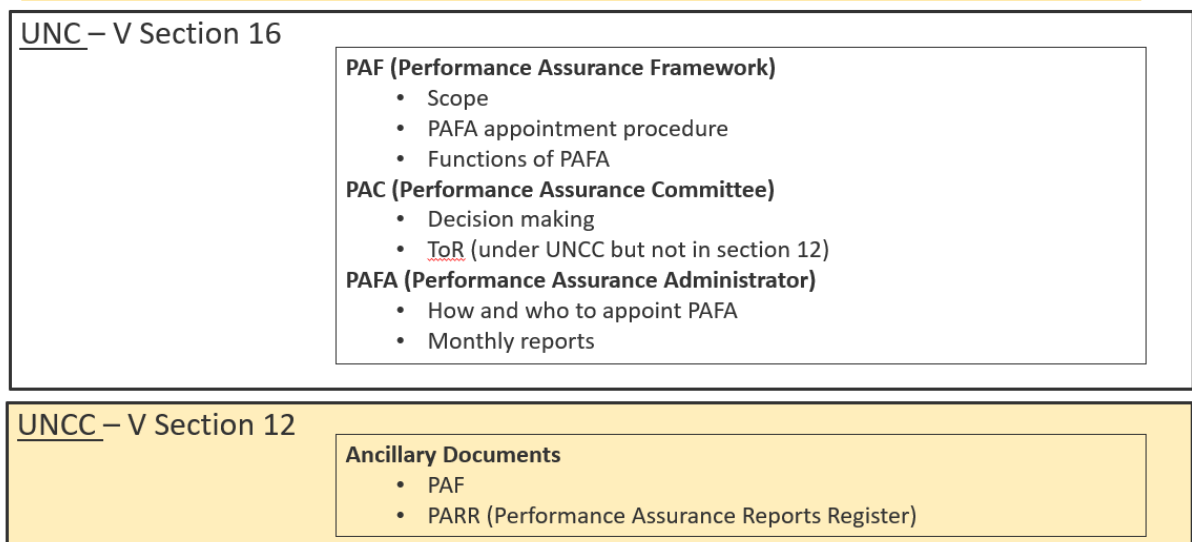 UNC – V Section 16
PAF (Performance Assurance Framework)
• Scope
• PAFA appointment procedure
• Functions of PAFA
PAC (Performance Assurance Committee)
• Decision making
• ToR (under UNCC but not in section 12)
PAFA (Performance Assurance Administrator)
• How and who to appoint PAFA
• Monthly reports
UNCC – V Section 12
Ancillary Documents
• PAF
• PARR (Performance Assurance Reports Register)